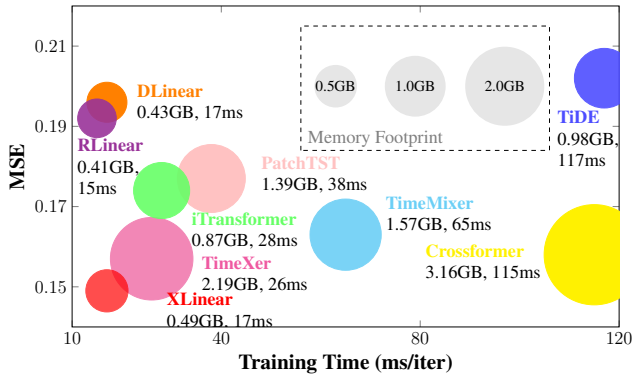 0.21
0.19
0.17
0.15
MSE
10
40
80
120
Training Time (ms/iter)
0.5GB
1.0GB
2.0GB
Memory Footprint
DLinear
0.43GB, 17ms
RLinear
0.41GB,
15ms
PatchTST
1.39GB, 38ms
iTransformer
0.87GB, 28ms
TimeXer
2.19GB, 26ms
XLinear
0.49GB, 17ms
TimeMixer
1.57GB, 65ms
Crossformer
3.16GB, 115ms
TiDE
0.98GB,
117ms